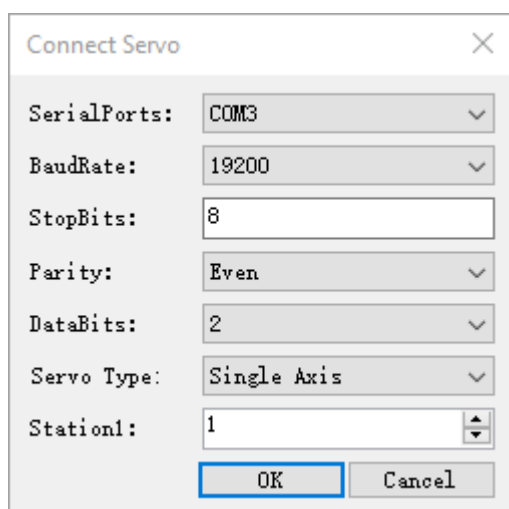 Connect Servo
SerialPorts: COM3
BaudRate: 19200
StopBits: 8
Parity: Even
DataBits: 2
Servo Type: Single Axis
Station1: 1
OK Cancel